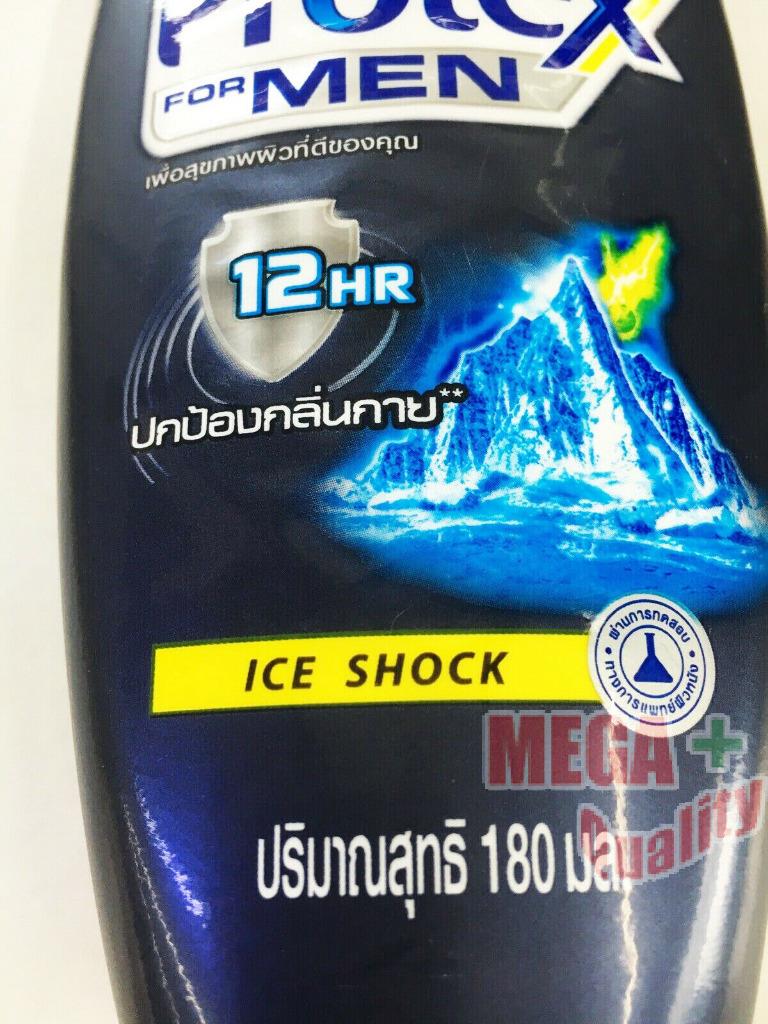 Protex
FOR MEN
เพื่อสุขภาพผิวที่ดีของคุณ
12HR
ปกป้องกลิ่นกาย**
ICE SHOCK
ผ่านการทดสอบ
ทางการแพทย์ผิวหนัง
MEGA +
Quality
ปริมาณสุทธิ 180 มล.